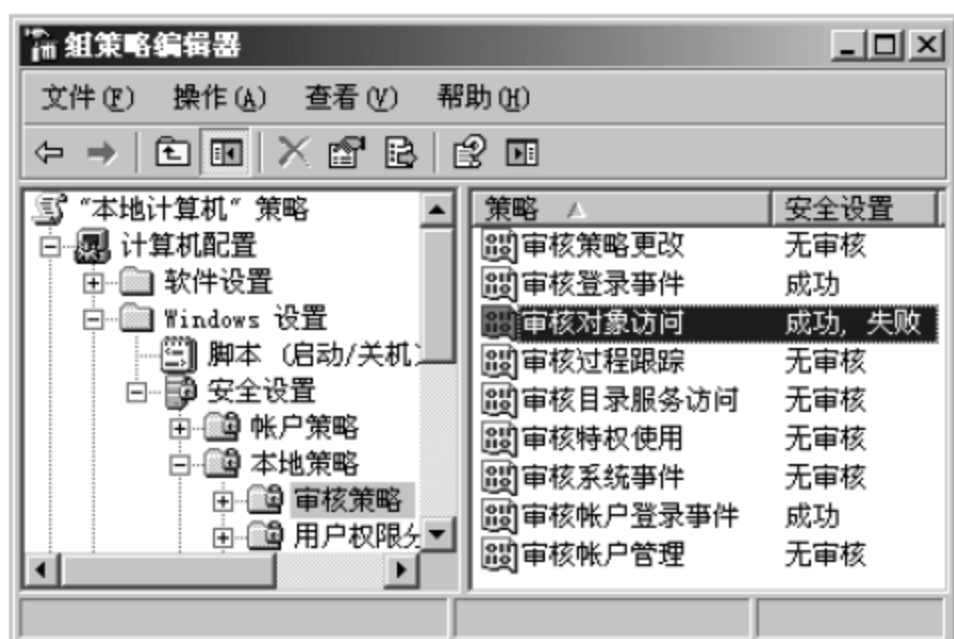 组策略编辑器
文件(F) 操作(A) 查看(V) 帮助(H)
"本地计算机" 策略
计算机配置
软件设置
Windows 设置
脚本 (启动/关机)
安全设置
帐户策略
本地策略
审核策略
用户权限分
策略 安全设置
审核策略更改 无审核
审核登录事件 成功
审核对象访问 成功, 失败
审核过程跟踪 无审核
审核目录服务访问 无审核
审核特权使用 无审核
审核系统事件 无审核
审核帐户登录事件 成功
审核帐户管理 无审核